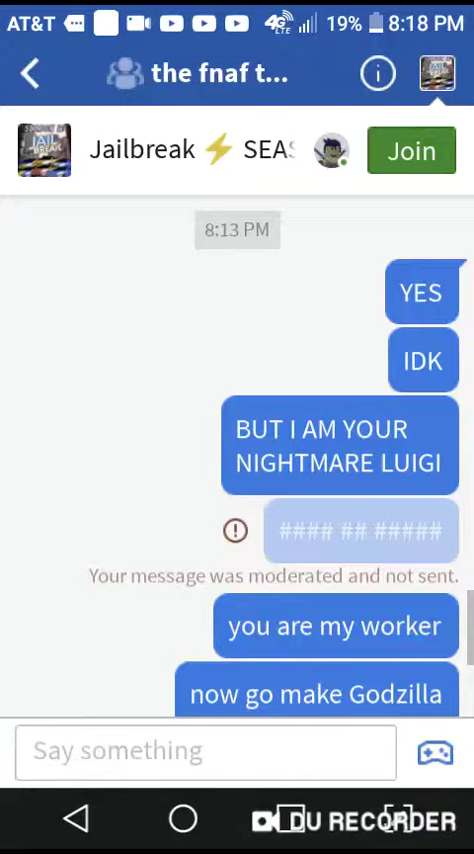 AT&T 4G LTE 19% 8:18 PM
the fnaf t...
JAIL BREAK Jailbreak ⚡ SEAS Join
8:13 PM
YES
IDK
BUT I AM YOUR
NIGHTMARE LUIGI
#### ## #####
Your message was moderated and not sent.
you are my worker
now go make Godzilla
Say something
DU RECORDER